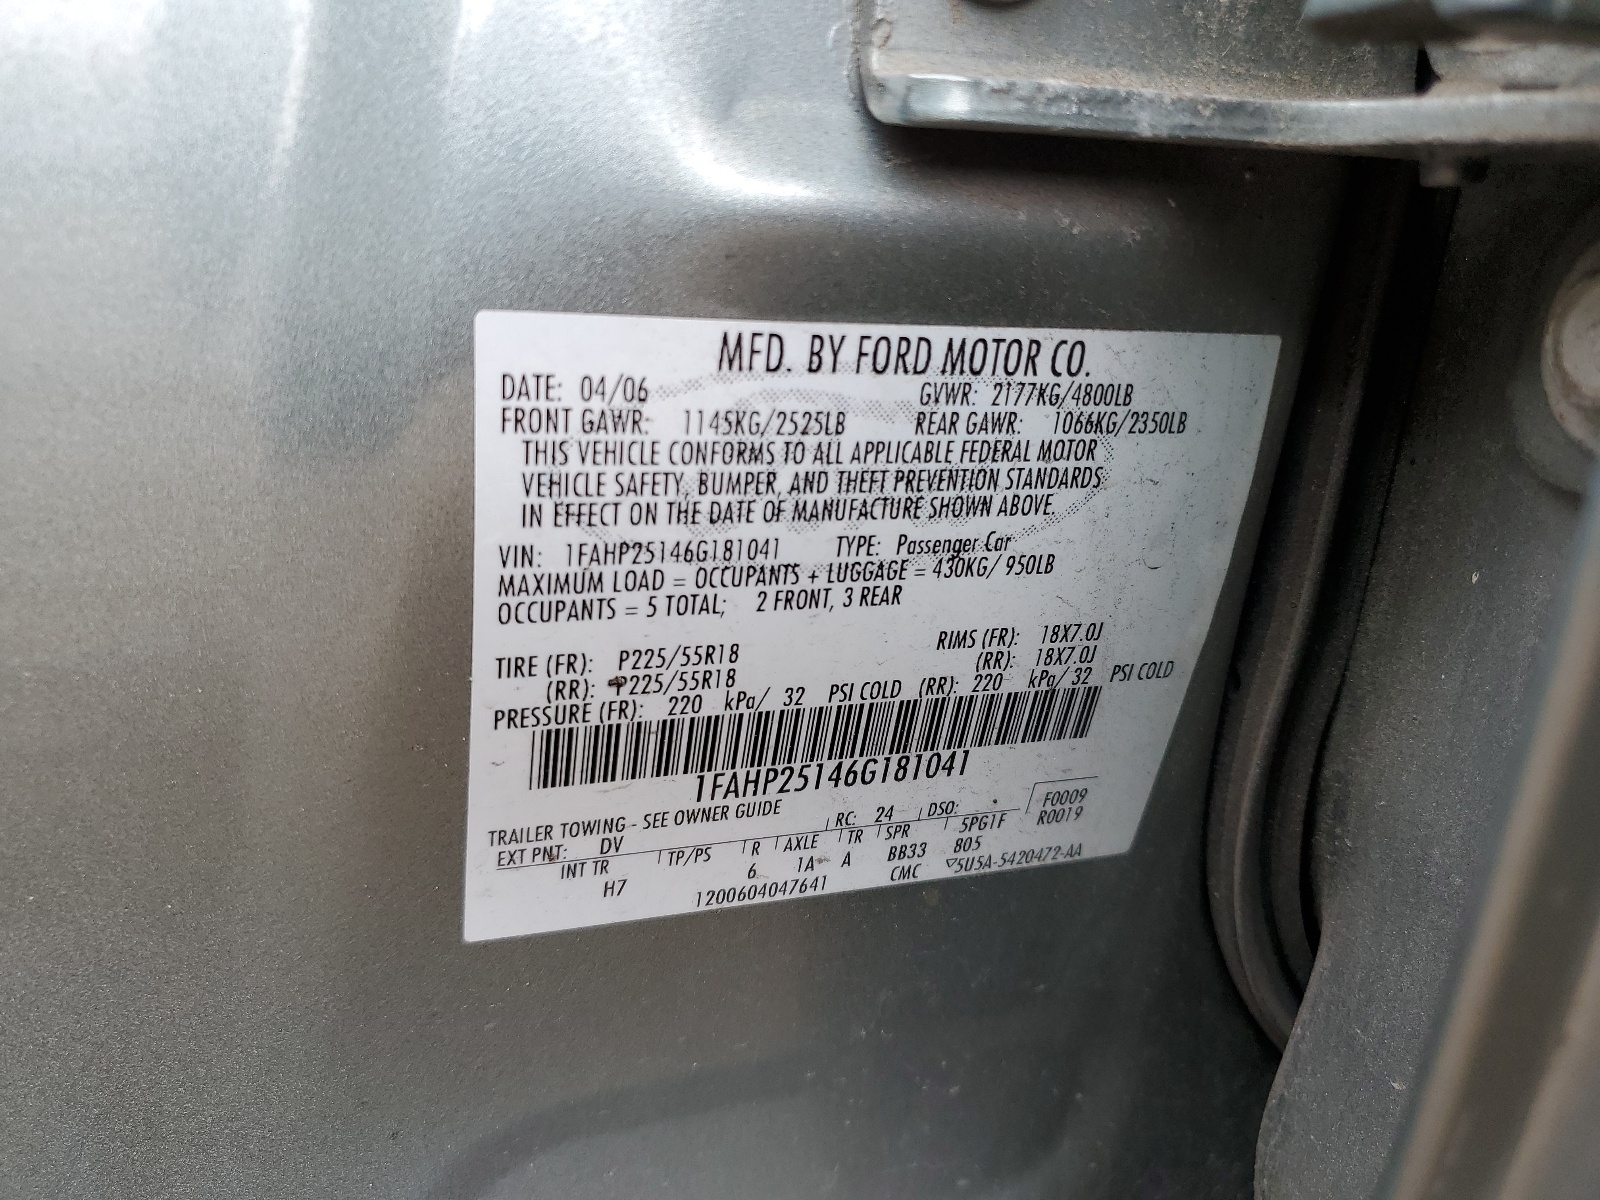 MFD. BY FORD MOTOR CO.
DATE: 04/06 GVWR: 2177KG/4800LB
FRONT GAWR: 1145KG/2525LB REAR GAWR: 1066KG/2350LB
THIS VEHICLE CONFORMS TO ALL APPLICABLE FEDERAL MOTOR
VEHICLE SAFETY, BUMPER, AND THEFT PREVENTION STANDARDS
IN EFFECT ON THE DATE OF MANUFACTURE SHOWN ABOVE.
VIN: 1FAHP25146G181041 TYPE: Passenger Car
MAXIMUM LOAD = OCCUPANTS + LUGGAGE = 430KG/ 950LB
OCCUPANTS = 5 TOTAL; 2 FRONT, 3 REAR
TIRE (FR): P225/55R18 RIMS (FR): 18X7.0J
(RR): P225/55R18 (RR): 18X7.0J
PRESSURE (FR): 220 kPa/ 32 PSI COLD (RR): 220 kPa/ 32 PSI COLD
1FAHP25146G181041
TRAILER TOWING - SEE OWNER GUIDE
EXT PNT: DV RC: 24 DSO: F0009
R0019
INT TR TP/PS R AXLE TR SPR 5PG1F
H7 6 1A A BB33 805
1200604047641 CMC ▽5U5A-5420472-AA